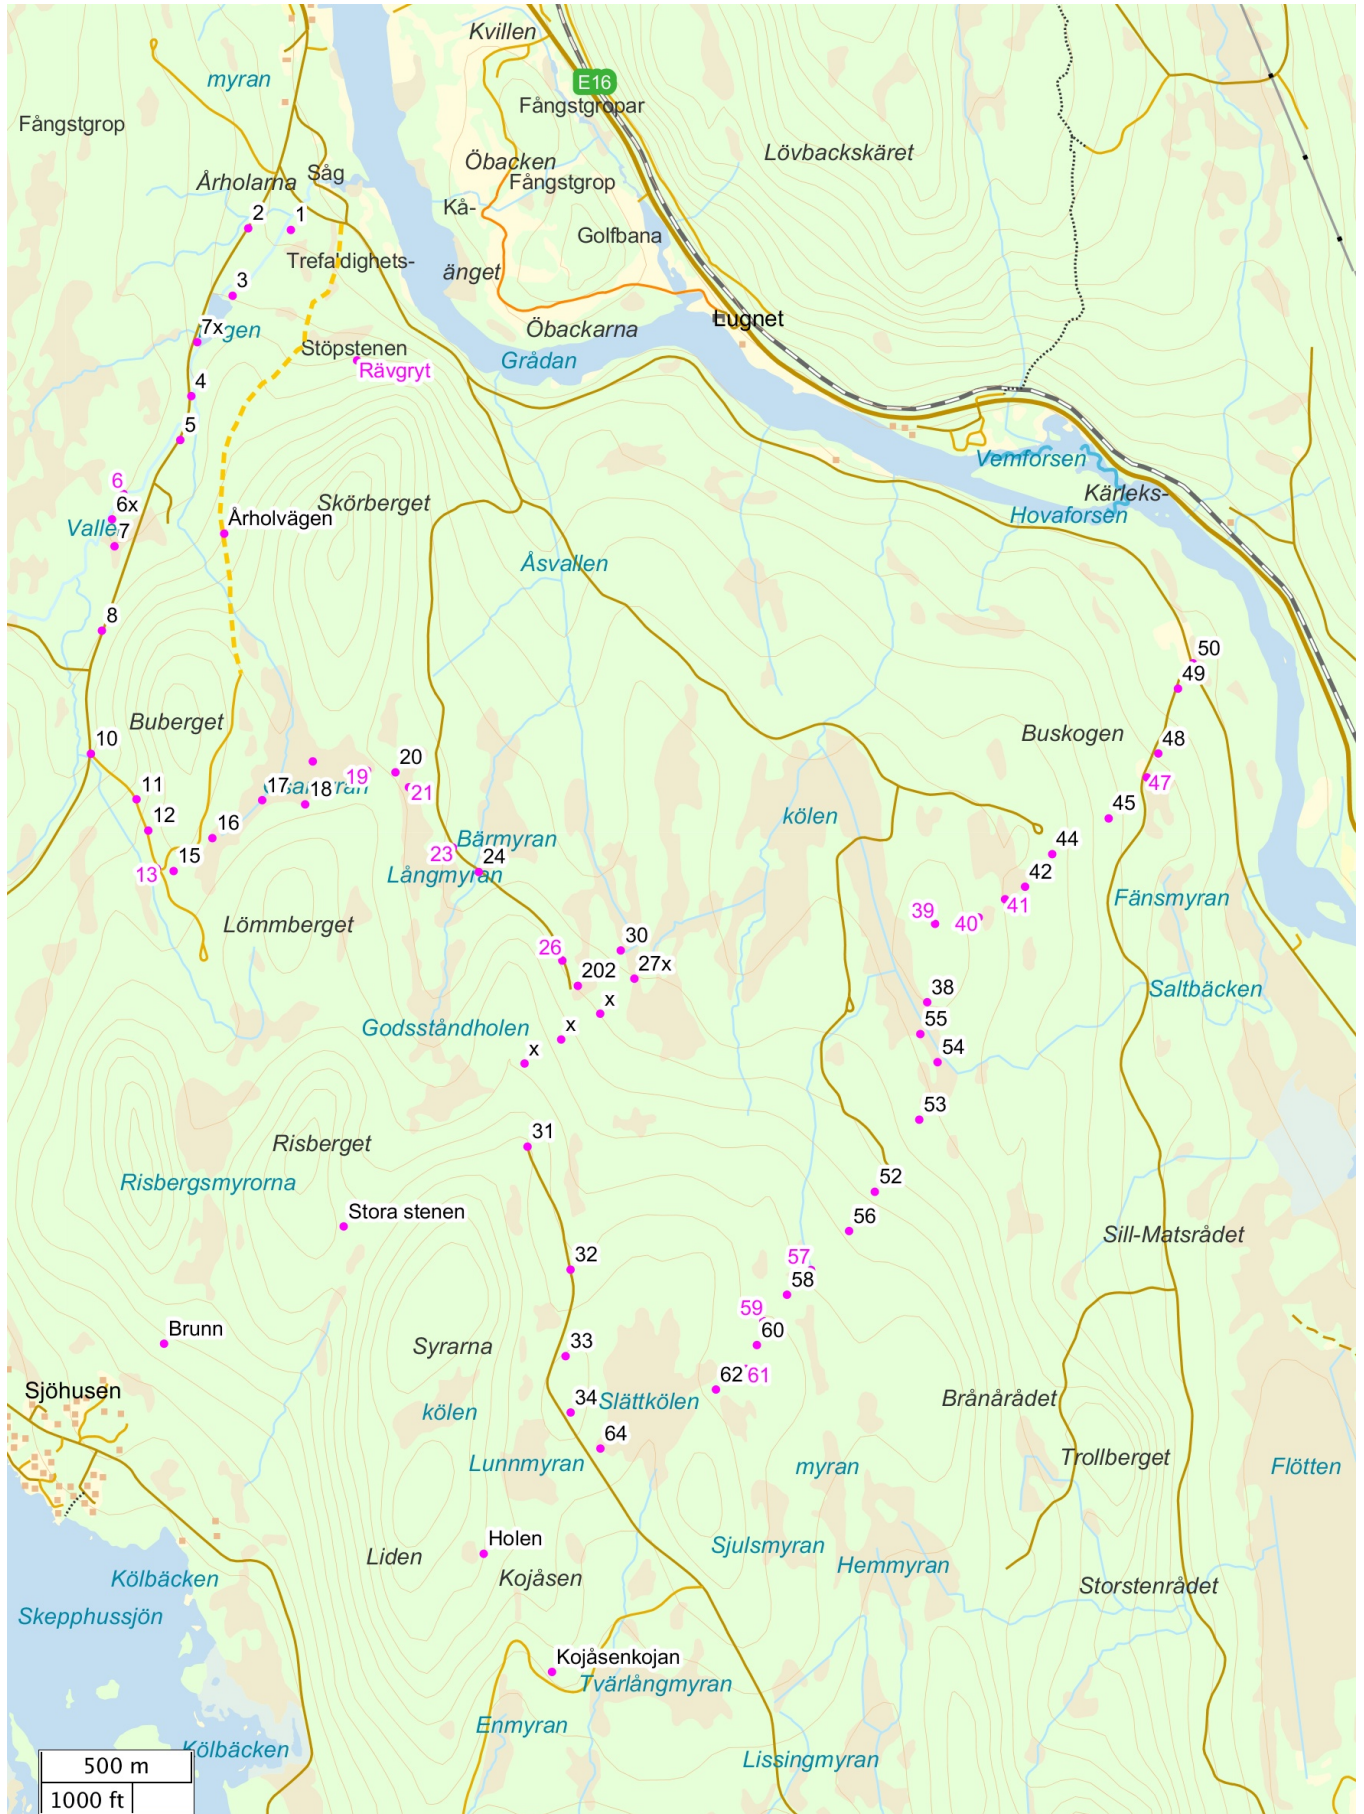 Kvillen
myran
E16
Fångstgropar
Fångstgrop
Lövbackskäret
Öbacken
Såg
Årholarna
Fångstgrop
Kå-
2
1
Golfbana
Trefaldighets-
änget
3
Lugnet
7x
Öbackarna
Stöpstenen
Grådan
Rävgryt
4
5
Vemforsen
6
Kärleks-
6x
Skörberget
Hovaforsen
Årholvägen
7
Åsvallen
8
50
49
Buberget
Buskogen
10
48
20
19
47
11
17
18
21
45
kölen
12
16
Bärmyran
44
15
23
24
13
Långmyran
42
Fänsmyran
41
39
40
Lömmberget
30
26
27x
202
38
Saltbäcken
x
55
Godsståndholen
x
x
54
53
31
Risberget
Risbergsmyrorna
52
Stora stenen
56
Sill-Matsrådet
32
57
58
59
Brunn
60
33
Syrarna
62
61
Sjöhusen
34
Slättkölen
Brånårådet
kölen
64
Trollberget
Lunnmyran
myran
Flötten
Holen
Sjulsmyran
Liden
Hemmyran
Kölbäcken
Kojåsen
Storstenrådet
Skepphussjön
Kojåsenkojan
Tvärlångmyran
Enmyran
Kölbäcken
Lissingmyran
500 m
1000 ft